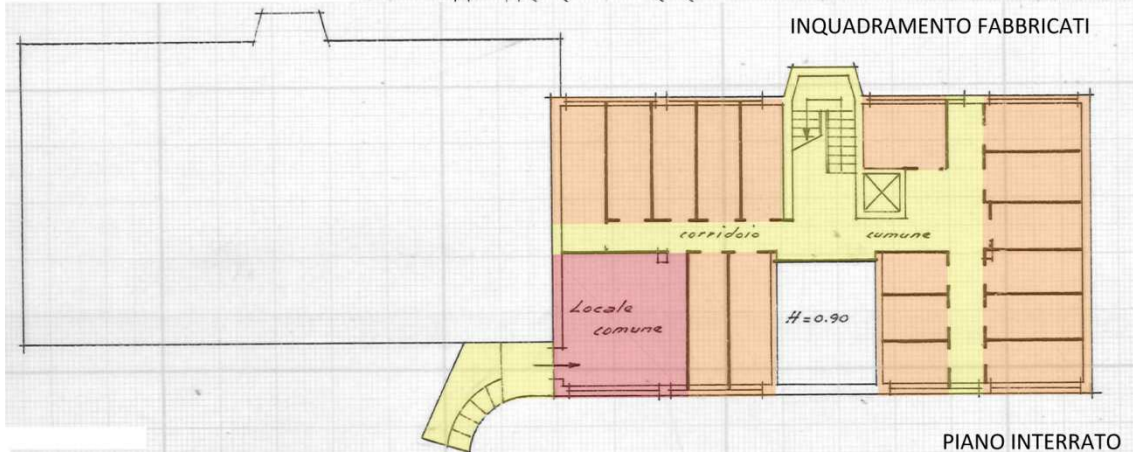 INQUADRAMENTO FABBRICATI
corridoio
comune
Locale
comune
H=0.90
PIANO INTERRATO